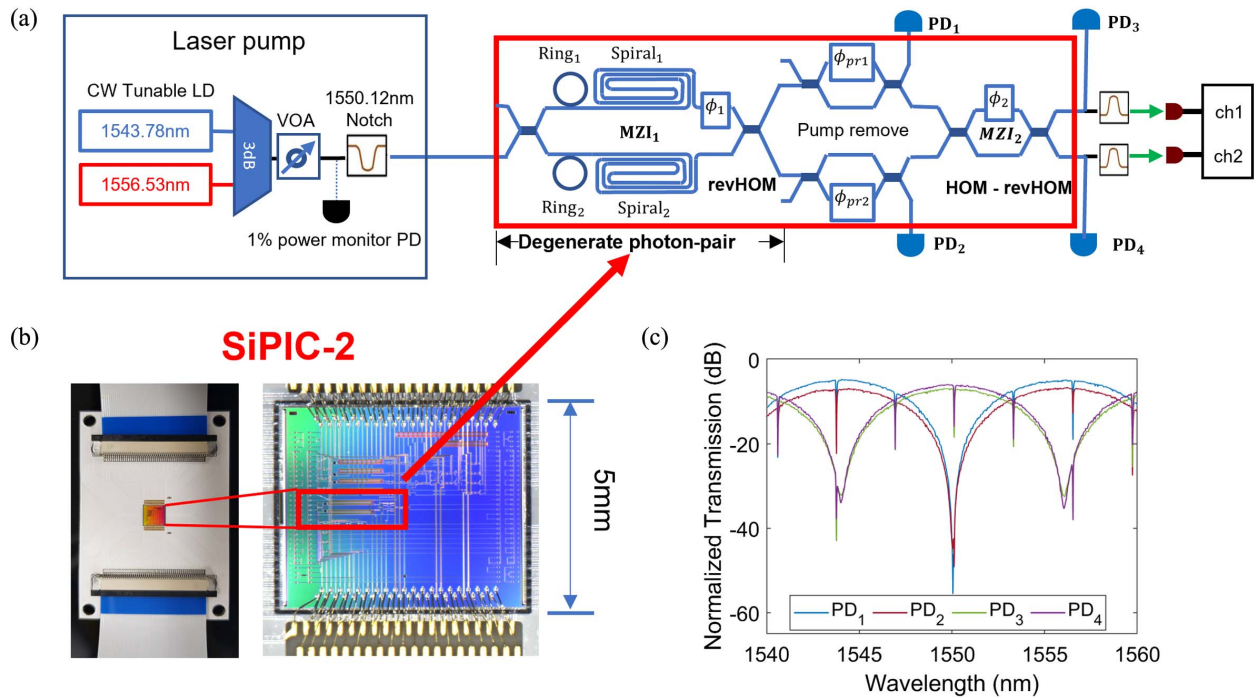 (a)
Laser pump
CW Tunable LD
1543.78nm
1556.53nm
3dB
VOA
1550.12nm
Notch
1% power monitor PD
Ring₁
Spiral₁
ϕ₁
MZI₁
Ring₂
Spiral₂
revHOM
Degenerate photon-pair
ϕpr1
Pump remove
ϕpr2
PD₁
PD₂
ϕ₂
MZI₂
HOM - revHOM
PD₃
PD₄
ch1
ch2
(b)
SiPIC-2
5mm
(c)
Normalized Transmission (dB)
0
-20
-40
-60
PD₁ PD₂ PD₃ PD₄
1540 1545 1550 1555 1560
Wavelength (nm)